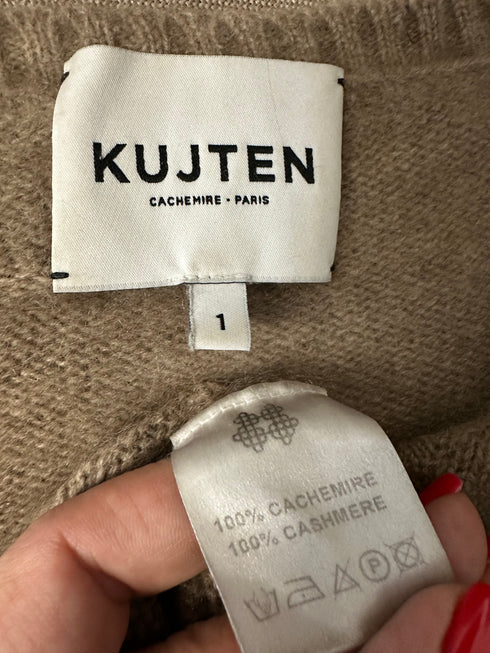 KUJTEN
CACHEMIRE - PARIS
1
100% CACHEMIRE
100% CASHMERE